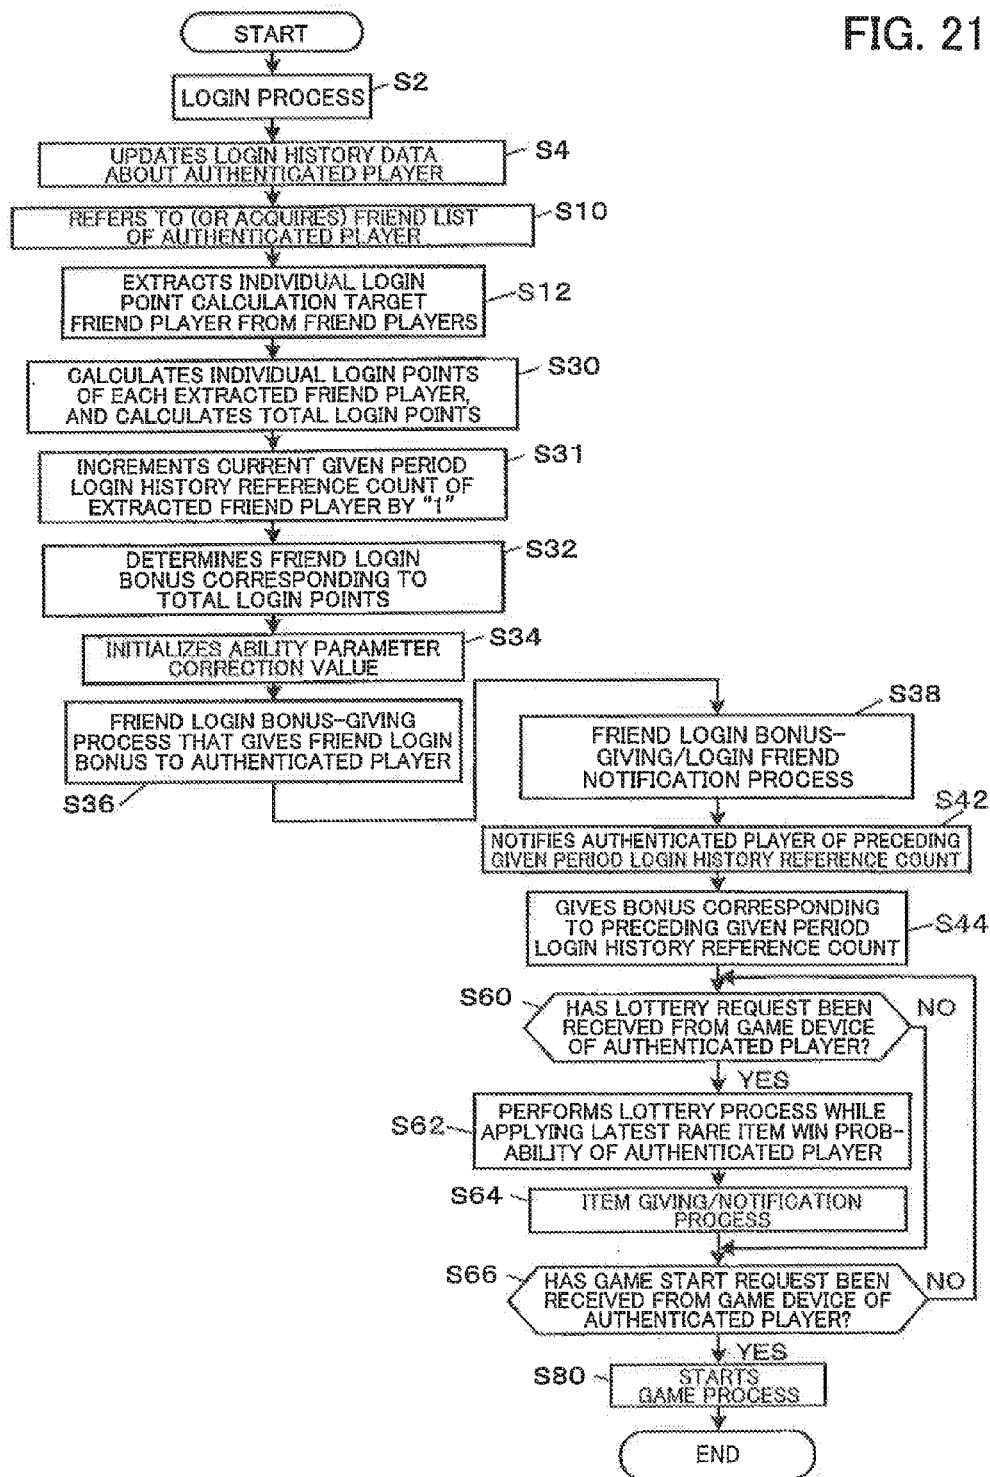 FIG. 21
START
LOGIN PROCESS
S2
UPDATES LOGIN HISTORY DATA
ABOUT AUTHENTICATED PLAYER
S4
REFERS TO (OR ACQUIRES) FRIEND LIST
OF AUTHENTICATED PLAYER
S10
EXTRACTS INDIVIDUAL LOGIN
POINT CALCULATION TARGET
FRIEND PLAYER FROM FRIEND PLAYERS
S12
CALCULATES INDIVIDUAL LOGIN POINTS
OF EACH EXTRACTED FRIEND PLAYER,
AND CALCULATES TOTAL LOGIN POINTS
S30
INCREMENTS CURRENT GIVEN PERIOD
LOGIN HISTORY REFERENCE COUNT OF
EXTRACTED FRIEND PLAYER BY "1"
S31
DETERMINES FRIEND LOGIN
BONUS CORRESPONDING TO
TOTAL LOGIN POINTS
S32
INITIALIZES ABILITY PARAMETER
CORRECTION VALUE
S34
FRIEND LOGIN BONUS-GIVING
PROCESS THAT GIVES FRIEND LOGIN
BONUS TO AUTHENTICATED PLAYER
S36
FRIEND LOGIN BONUS-
GIVING/LOGIN FRIEND
NOTIFICATION PROCESS
S38
NOTIFIES AUTHENTICATED PLAYER OF PRECEDING
GIVEN PERIOD LOGIN HISTORY REFERENCE COUNT
S42
GIVES BONUS CORRESPONDING
TO PRECEDING GIVEN PERIOD
LOGIN HISTORY REFERENCE COUNT
S44
S60
HAS LOTTERY REQUEST BEEN
RECEIVED FROM GAME DEVICE
OF AUTHENTICATED PLAYER?
NO
YES
S62
PERFORMS LOTTERY PROCESS WHILE
APPLYING LATEST RARE ITEM WIN PROB-
ABILITY OF AUTHENTICATED PLAYER
S64
ITEM GIVING/NOTIFICATION
PROCESS
S66
HAS GAME START REQUEST BEEN
RECEIVED FROM GAME DEVICE OF
AUTHENTICATED PLAYER?
NO
YES
S80
STARTS
GAME PROCESS
END